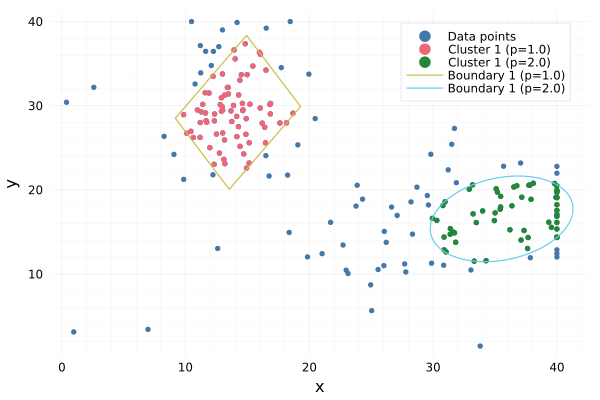 40
30
20
10
y
0
10
20
30
40
x
Data points
Cluster 1 (p=1.0)
Cluster 1 (p=2.0)
Boundary 1 (p=1.0)
Boundary 1 (p=2.0)